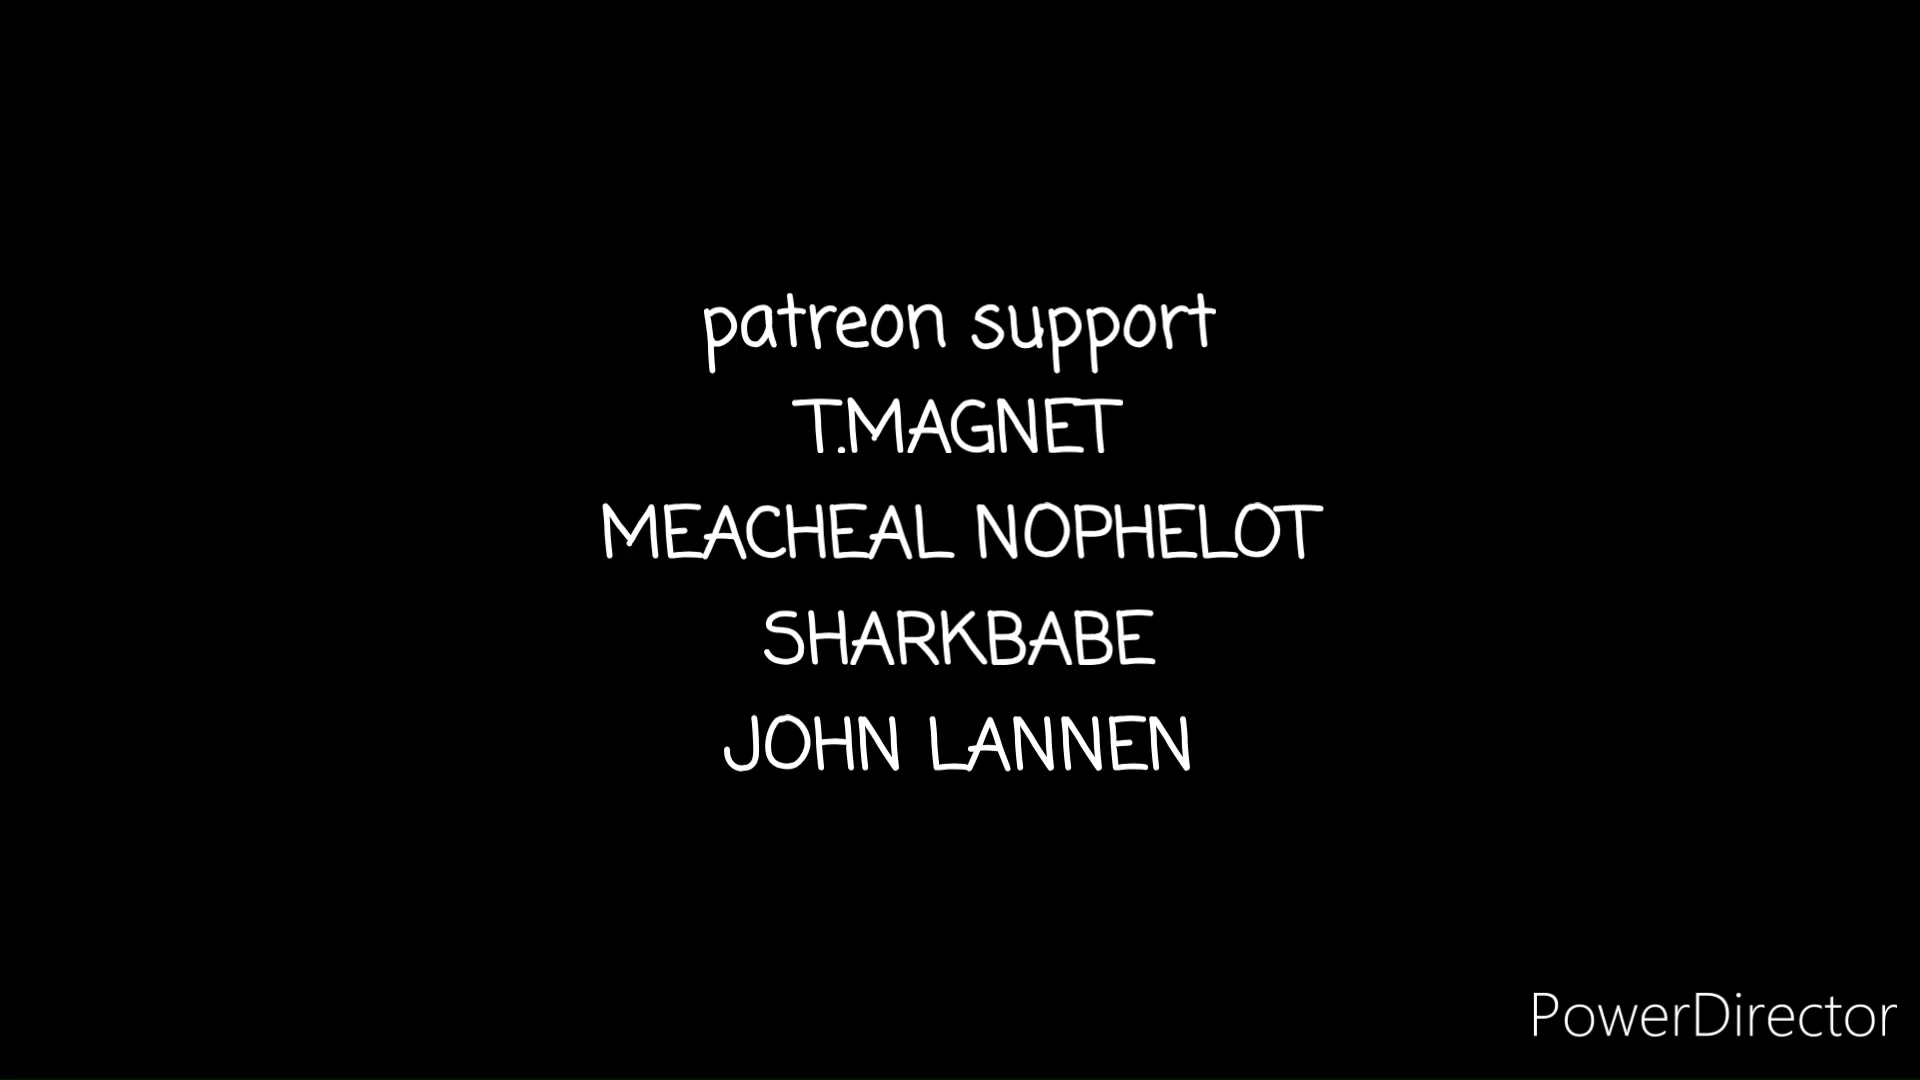 patreon support
T.MAGNET
MEACHEAL NOPHELOT
SHARKBABE
JOHN LANNEN
PowerDirector